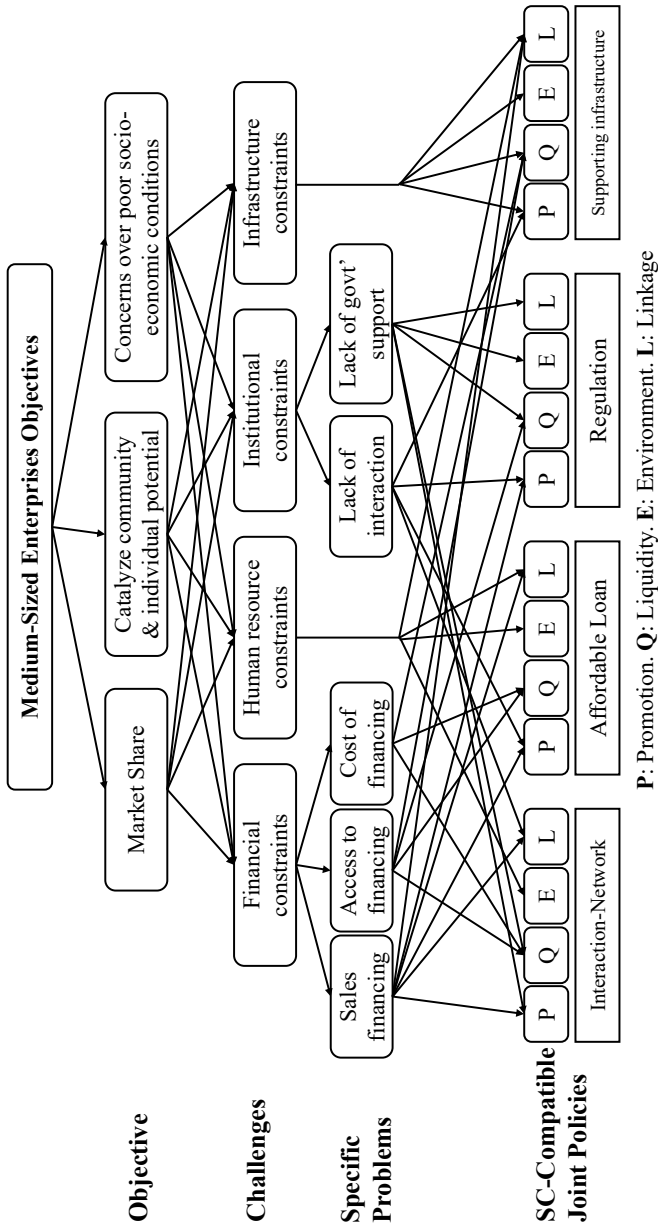 Medium-Sized Enterprises Objectives
Objective
Market Share
Catalyze community
& individual potential
Concerns over poor socio-
economic conditions
Challenges
Financial
constraints
Human resource
constraints
Institutional
constraints
Infrastructure
constraints
Specific
Problems
Sales
financing
Access to
financing
Cost of
financing
Lack of
interaction
Lack of govt'
support
SC-Compatible
Joint Policies
P Q E L
Interaction-Network
P Q E L
Affordable Loan
P Q E L
Regulation
P Q E L
Supporting infrastructure
P: Promotion. Q: Liquidity. E: Environment. L: Linkage